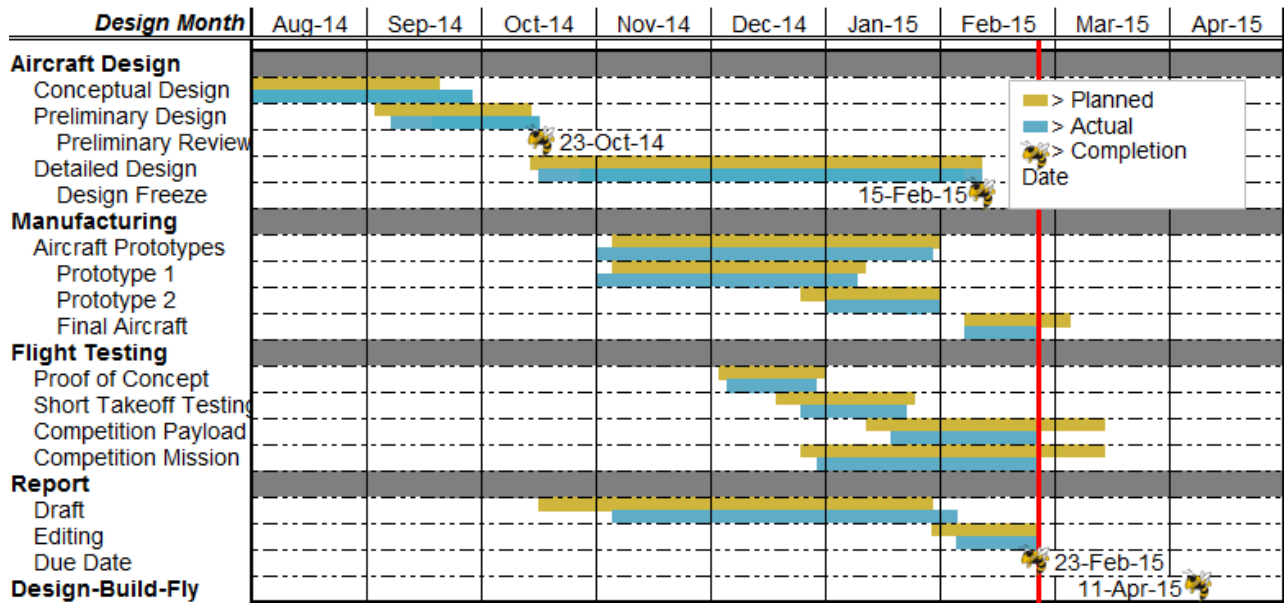 Design Month Aug-14 Sep-14 Oct-14 Nov-14 Dec-14 Jan-15 Feb-15 Mar-15 Apr-15
Aircraft Design
Conceptual Design
> Planned
Preliminary Design
> Actual
Preliminary Review 23-Oct-14
> Completion
Date
Detailed Design
Design Freeze 15-Feb-15
Manufacturing
Aircraft Prototypes
Prototype 1
Prototype 2
Final Aircraft
Flight Testing
Proof of Concept
Short Takeoff Testing
Competition Payload
Competition Mission
Report
Draft
Editing
Due Date 23-Feb-15
Design-Build-Fly 11-Apr-15